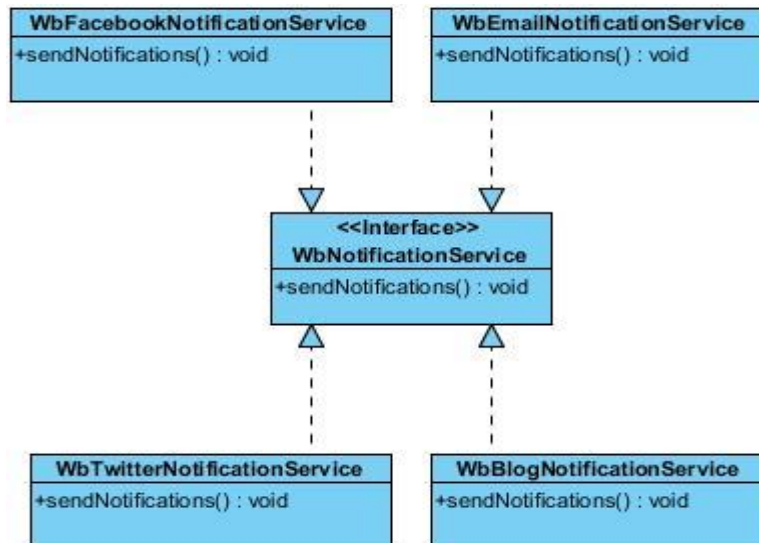 WbFacebookNotificationService
+sendNotifications() : void
WbEmailNotificationService
+sendNotifications() : void
<<Interface>>
WbNotificationService
+sendNotifications() : void
WbTwitterNotificationService
+sendNotifications() : void
WbBlogNotificationService
+sendNotifications() : void